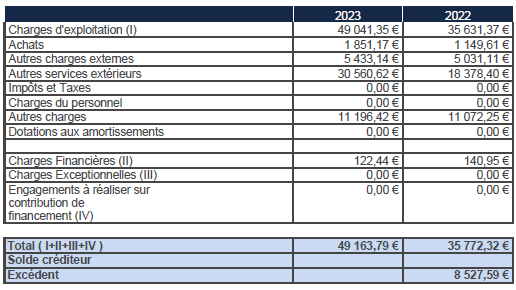 2023 2022
Charges d'exploitation (I) 49 041,35 € 35 631,37 €
Achats 1 851,17 € 1 149,61 €
Autres charges externes 5 433,14 € 5 031,11 €
Autres services extérieurs 30 560,62 € 18 378,40 €
Impôts et Taxes 0,00 € 0,00 €
Charges du personnel 0,00 € 0,00 €
Autres charges 11 196,42 € 11 072,25 €
Dotations aux amortissements 0,00 € 0,00 €
Charges Financières (II) 122,44 € 140,95 €
Charges Exceptionnelles (III) 0,00 € 0,00 €
Engagements à réaliser sur 0,00 € 0,00 €
contribution de
financement (IV)
Total ( I+II+III+IV ) 49 163,79 € 35 772,32 €
Solde créditeur
Excédent 8 527,59 €